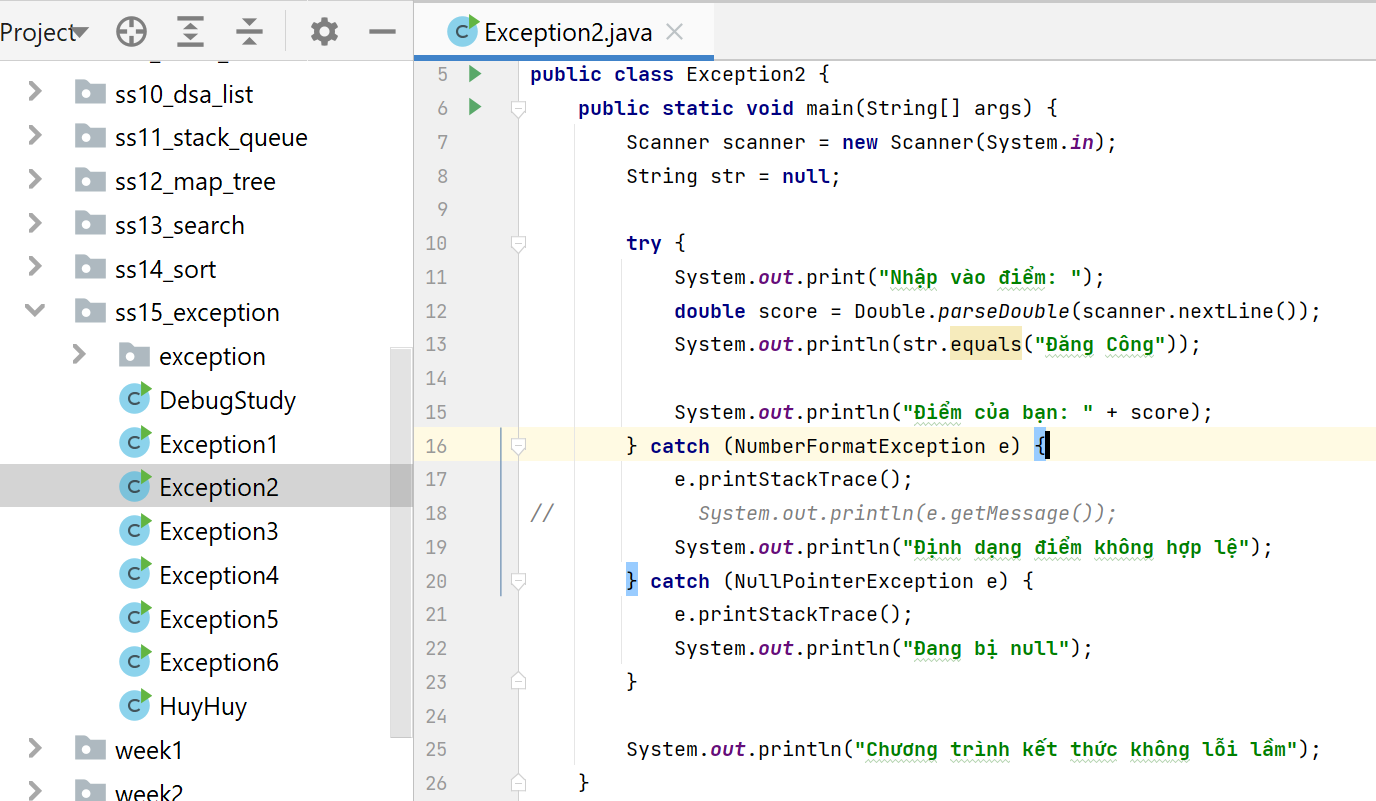 Project
Exception2.java
ss10_dsa_list
ss11_stack_queue
ss12_map_tree
ss13_search
ss14_sort
ss15_exception
exception
DebugStudy
Exception1
Exception2
Exception3
Exception4
Exception5
Exception6
HuyHuy
week1
week2
5 public class Exception2 {
6 public static void main(String[] args) {
7 Scanner scanner = new Scanner(System.in);
8 String str = null;
9
10 try {
11 System.out.print("Nhập vào điểm: ");
12 double score = Double.parseDouble(scanner.nextLine());
13 System.out.println(str.equals("Đăng Công"));
14
15 System.out.println("Điểm của bạn: " + score);
16 } catch (NumberFormatException e) {
17 e.printStackTrace();
18 // System.out.println(e.getMessage());
19 System.out.println("Định dạng điểm không hợp lệ");
20 } catch (NullPointerException e) {
21 e.printStackTrace();
22 System.out.println("Đang bị null");
23 }
24
25 System.out.println("Chương trình kết thức không lỗi lầm");
26 }